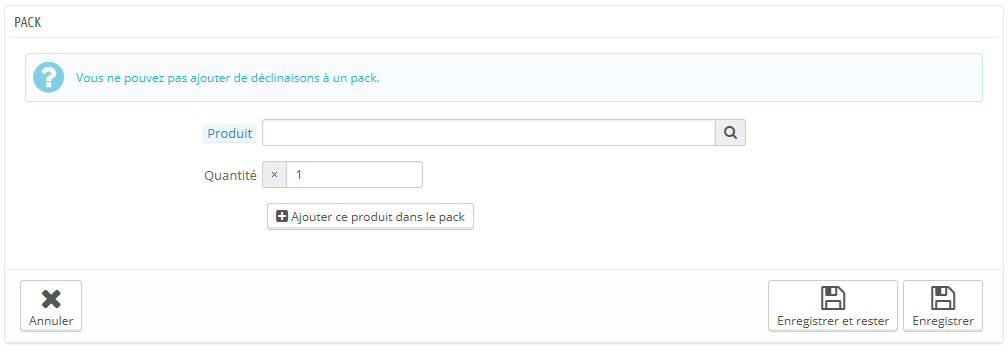 PACK
Vous ne pouvez pas ajouter de déclinaisons à un pack.
Produit
Quantité × 1
Ajouter ce produit dans le pack
Annuler Enregistrer et rester Enregistrer